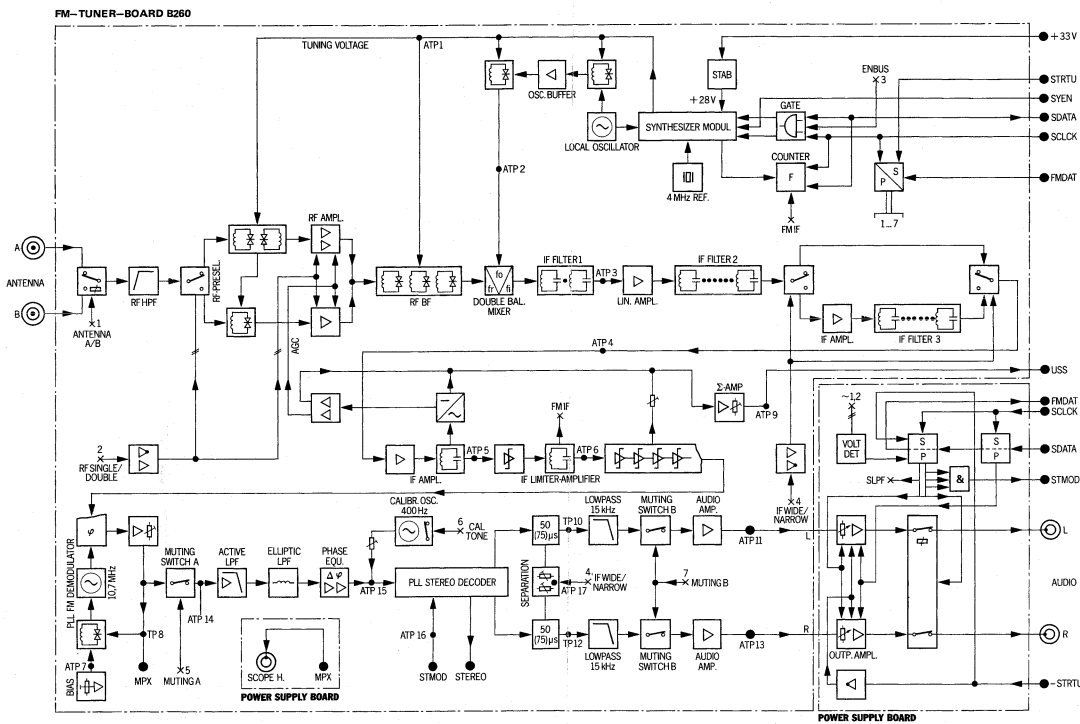 FM–TUNER–BOARD B260
TUNING VOLTAGE
ATP1
+33V
STAB
ENBUS
3
STRTU
OSC. BUFFER
+28V
GATE
SYEN
SYNTHESIZER MODUL
SDATA
LOCAL OSCILLATOR
COUNTER
SCLCK
ATP 2
F
S
P
FMDAT
4 MHz REF.
FM IF
1...7
RF AMPL.
A
ANTENNA
B
RF HPF
RF-PRESEL.
RF BF
fo
fr
fi
DOUBLE BAL.
MIXER
IF FILTER1
ATP 3
LIN. AMPL.
IF FILTER 2
1
ANTENNA
A/B
IF AMPL.
IF FILTER 3
AGC
ATP 4
Σ-AMP
USS
ATP 9
FM IF
~1,2
FMDAT
SCLCK
2
RF SINGLE/
DOUBLE
ATP 5
ATP 6
VOLT
DET
S
P
S
P
SDATA
IF AMPL.
IF LIMITER-AMPLIFIER
SLPF
&
STMOD
4
IF WIDE/
NARROW
CALIBR. OSC.
400Hz
6
CAL
TONE
LOWPASS
15 kHz
MUTING
SWITCH B
AUDIO
AMP.
φ
50
(75)µs
TP10
ATP11
L
L
PLL FM DEMODULATOR
10,7MHz
MUTING
SWITCH A
ACTIVE
LPF
ELLIPTIC
LPF
PHASE
EQU.
Δφ
ATP 15
PLL STEREO DECODER
SEPARATION
ATP 17
4
IF WIDE/
NARROW
7
MUTING B
AUDIO
ATP 14
TP 8
ATP 16
50
(75)µs
TP12
ATP13
R
R
ATP 7
BIAS
MPX
5
MUTING A
SCOPE H.
MPX
STMOD
STEREO
LOWPASS
15 kHz
MUTING
SWITCH B
AUDIO
AMP.
OUTP. AMPL.
POWER SUPPLY BOARD
–STRTU
POWER SUPPLY BOARD